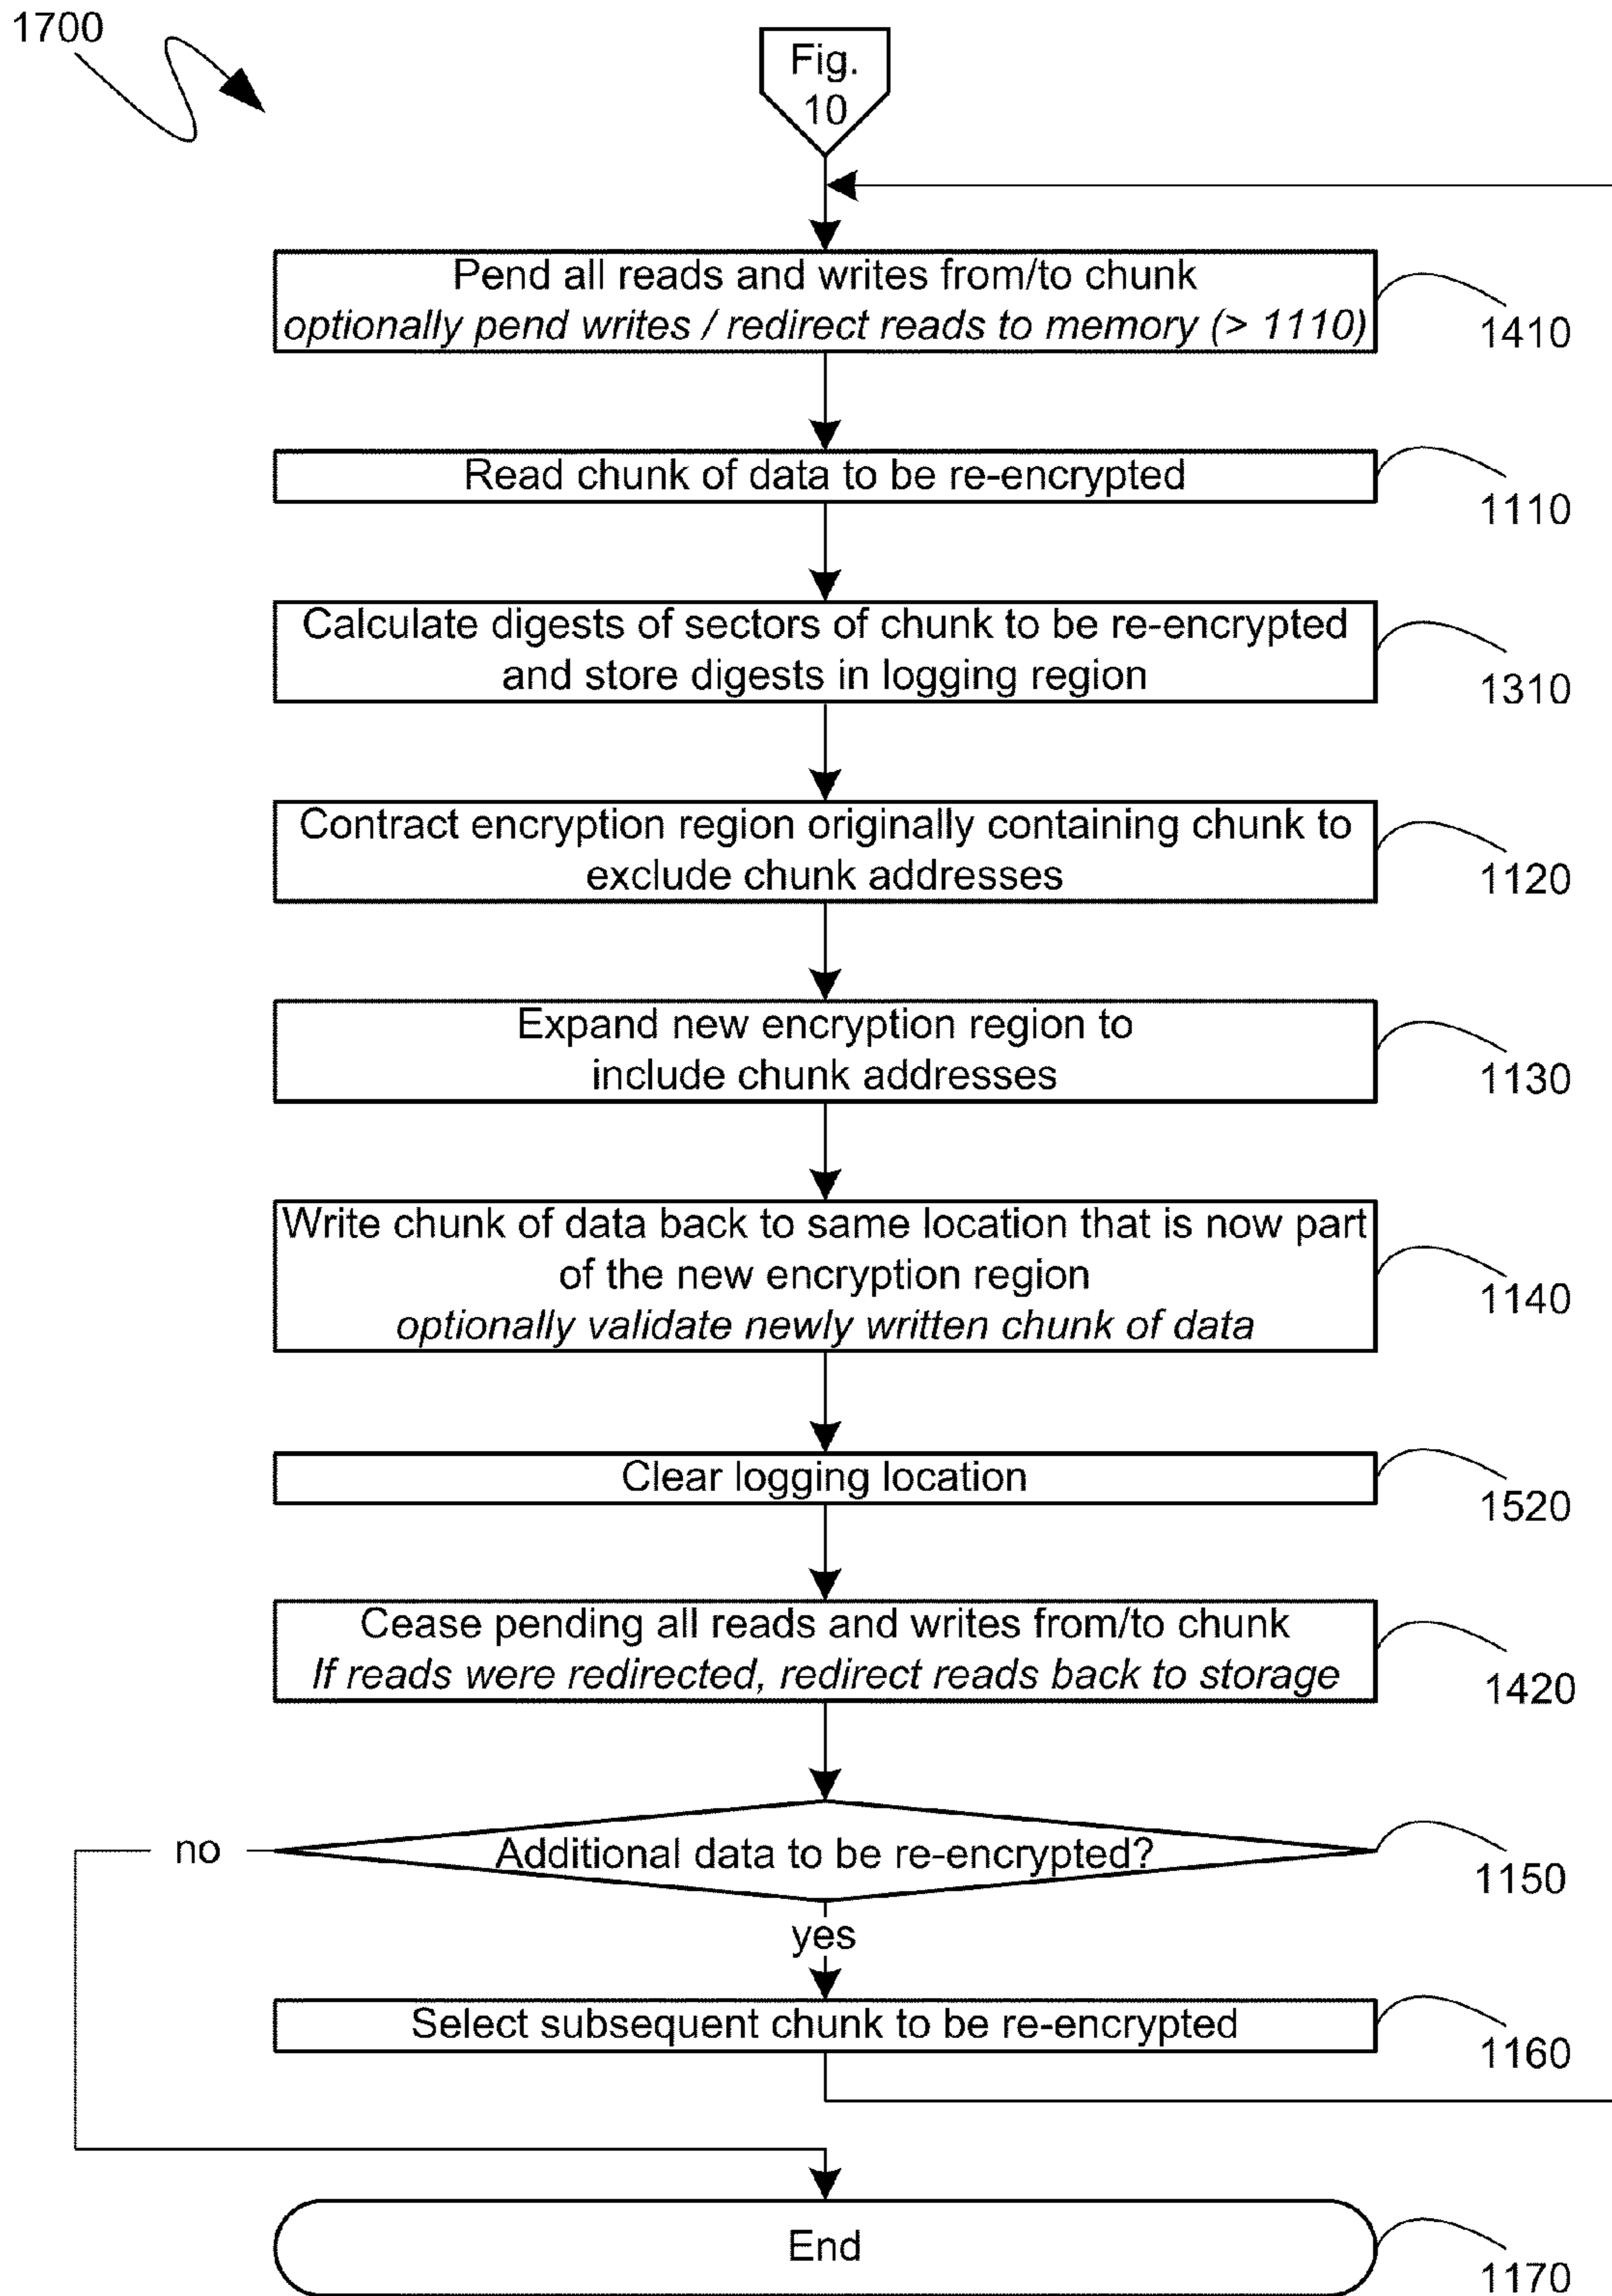 1700
Fig.
10
Pend all reads and writes from/to chunk
optionally pend writes / redirect reads to memory (> 1110)
1410
Read chunk of data to be re-encrypted
1110
Calculate digests of sectors of chunk to be re-encrypted
and store digests in logging region
1310
Contract encryption region originally containing chunk to
exclude chunk addresses
1120
Expand new encryption region to
include chunk addresses
1130
Write chunk of data back to same location that is now part
of the new encryption region
optionally validate newly written chunk of data
1140
Clear logging location
1520
Cease pending all reads and writes from/to chunk
If reads were redirected, redirect reads back to storage
1420
no
Additional data to be re-encrypted?
1150
yes
Select subsequent chunk to be re-encrypted
1160
End
1170